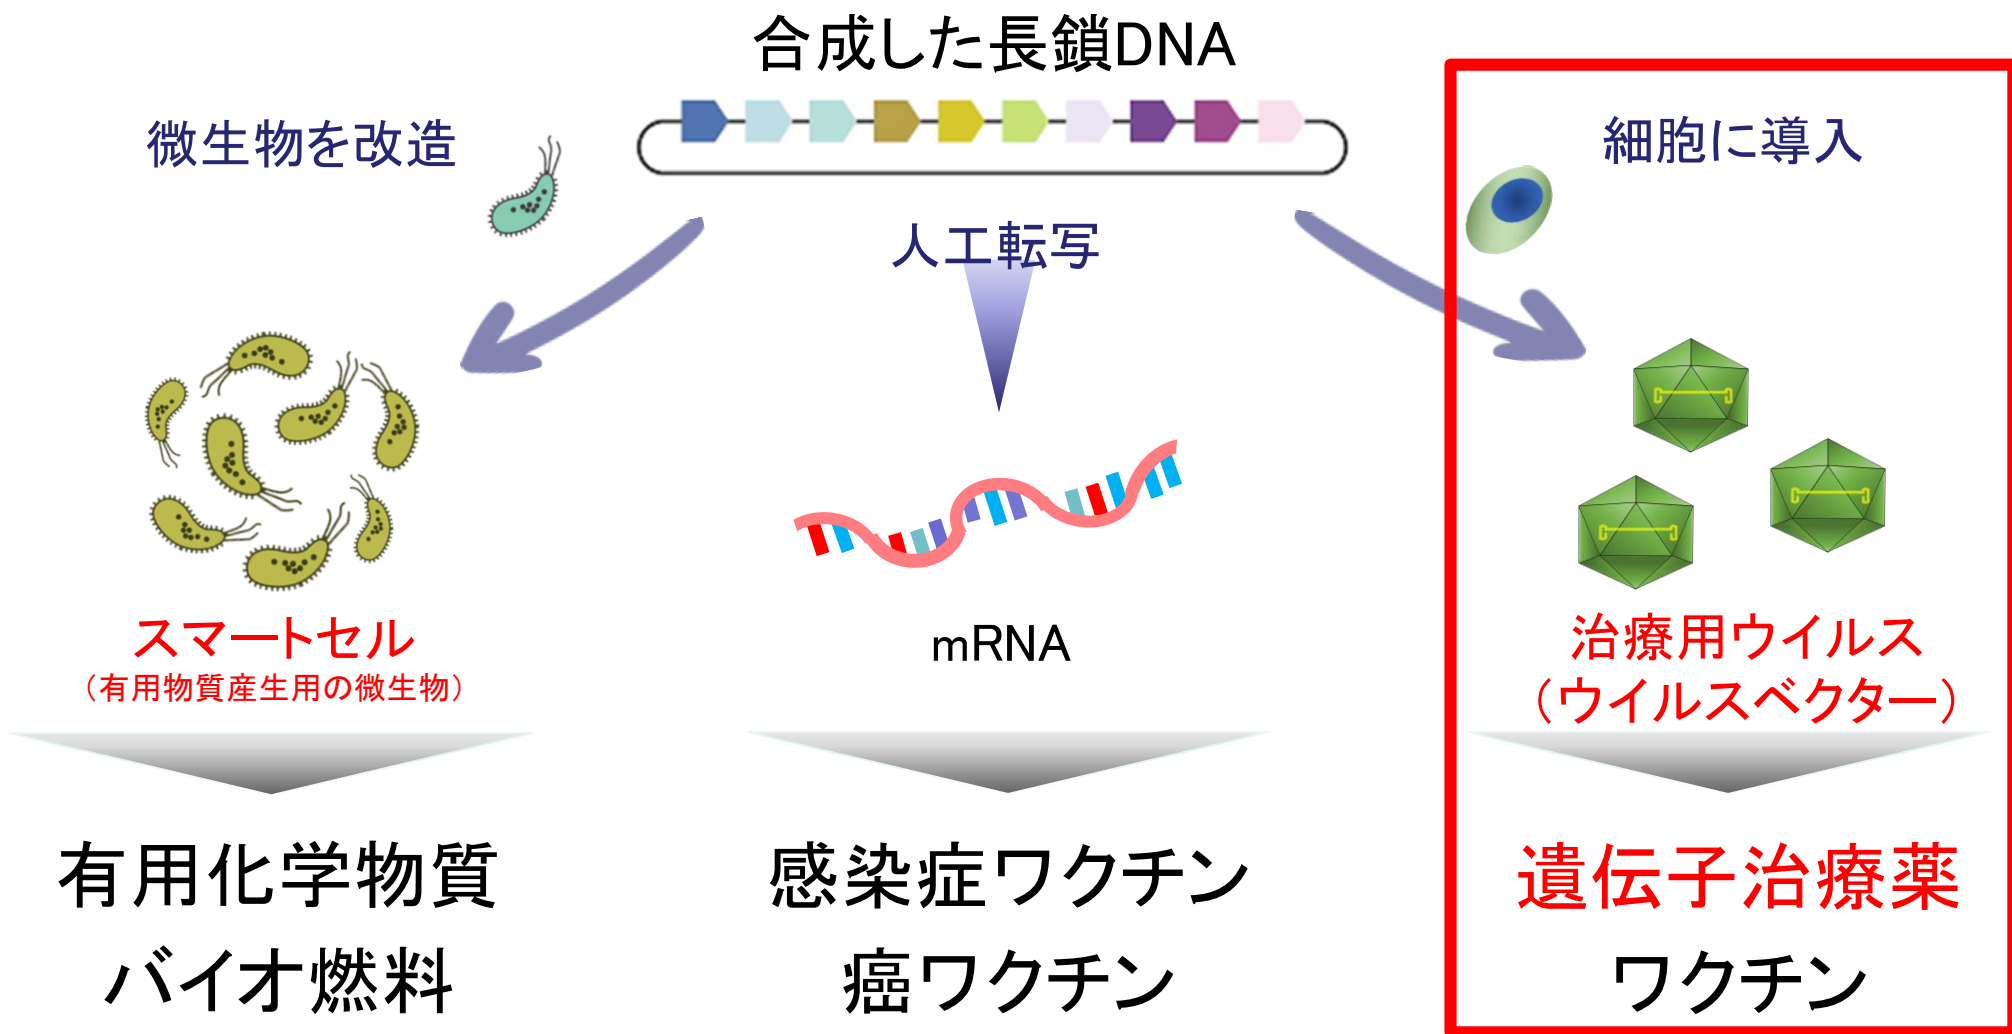 合成した長鎖DNA
微生物を改造
人工転写
細胞に導入
スマートセル
（有用物質産生用の微生物）
mRNA
治療用ウイルス
（ウイルスベクター）
有用化学物質
バイオ燃料
感染症ワクチン
癌ワクチン
遺伝子治療薬
ワクチン